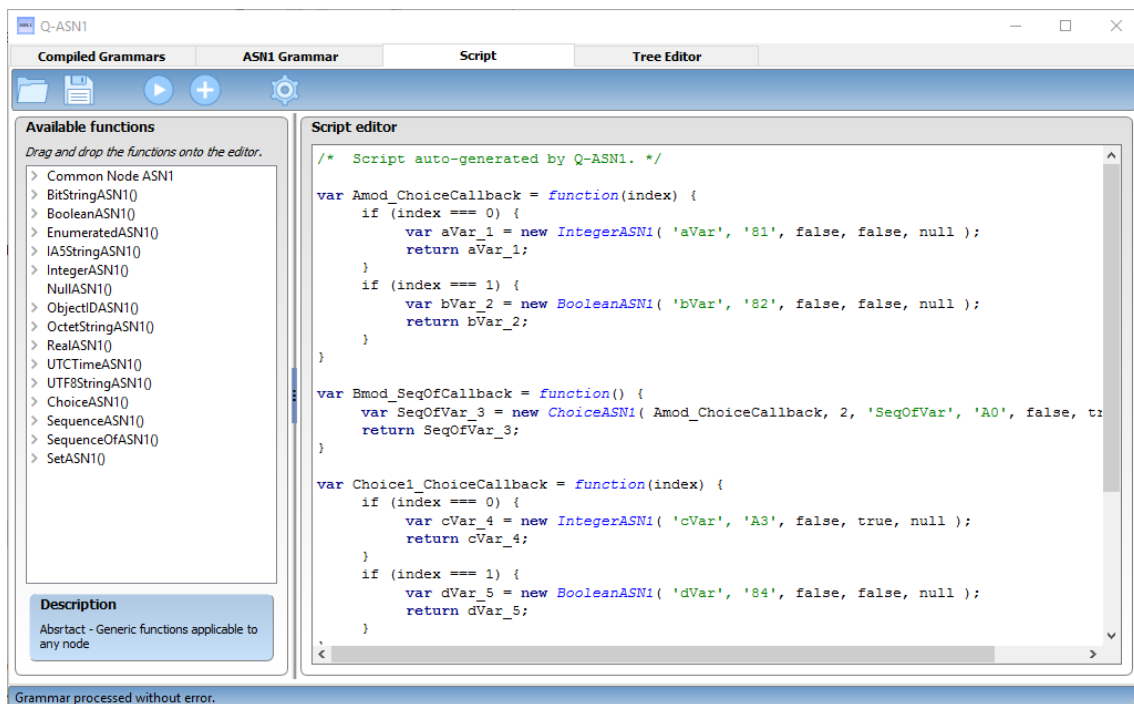 Q-ASN1
Compiled Grammars
ASN1 Grammar
Script
Tree Editor
Available functions
Drag and drop the functions onto the editor.
Common Node ASN1
BitStringASN1()
BooleanASN1()
EnumeratedASN1()
IA5StringASN1()
IntegerASN1()
NullASN1()
ObjectIDASN1()
OctetStringASN1()
RealASN1()
UTCTimeASN1()
UTF8StringASN1()
ChoiceASN1()
SequenceASN1()
SequenceOfASN1()
SetASN1()
Description
Absrtact - Generic functions applicable to
any node
Script editor
/*  Script auto-generated by Q-ASN1. */
var Amod_ChoiceCallback = function(index) {
if (index === 0) {
var aVar_1 = new IntegerASN1( 'aVar', '81', false, false, null );
return aVar_1;
}
if (index === 1) {
var bVar_2 = new BooleanASN1( 'bVar', '82', false, false, null );
return bVar_2;
}
}
var Bmod_SeqOfCallback = function() {
var SeqOfVar_3 = new ChoiceASN1( Amod_ChoiceCallback, 2, 'SeqOfVar', 'A0', false, tr
return SeqOfVar_3;
}
var Choice1_ChoiceCallback = function(index) {
if (index === 0) {
var cVar_4 = new IntegerASN1( 'cVar', 'A3', false, true, null );
return cVar_4;
}
if (index === 1) {
var dVar_5 = new BooleanASN1( 'dVar', '84', false, false, null );
return dVar_5;
}
Grammar processed without error.